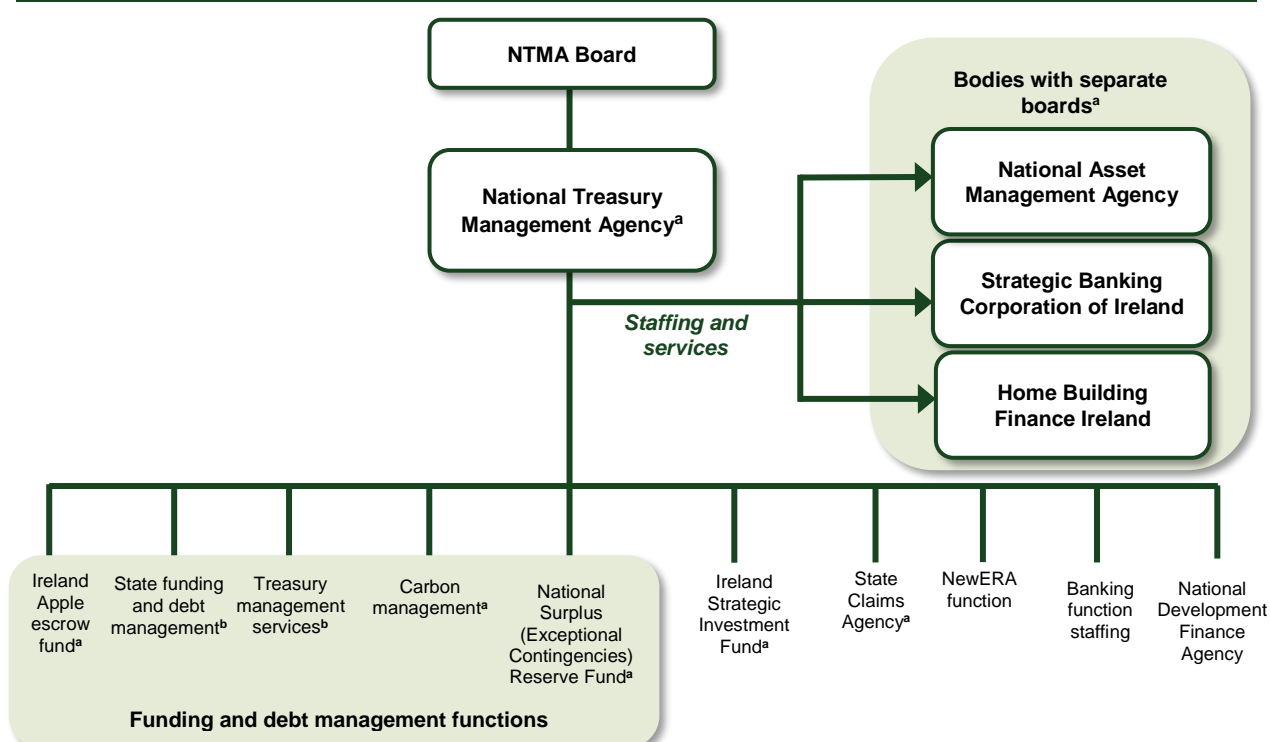 NTMA Board
National Treasury
Management Agencyᵃ
Bodies with separate
boardsᵃ
National Asset
Management Agency
Strategic Banking
Corporation of Ireland
Home Building
Finance Ireland
Staffing and
services
Ireland
Apple
escrow
fundᵃ
State funding
and debt
managementᵇ
Treasury
management
servicesᵇ
Carbon
managementᵃ
National
Surplus
(Exceptional
Contingencies)
Reserve Fundᵃ
Funding and debt management functions
Ireland
Strategic
Investment
Fundᵃ
State
Claims
Agencyᵃ
NewERA
function
Banking
function
staffing
National
Development
Finance
Agency